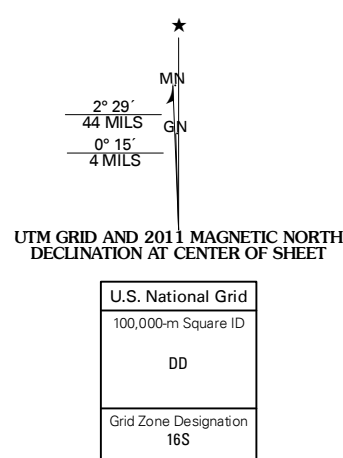 ★
MN
2° 29´
44 MILS
GN
0° 15´
4 MILS
UTM GRID AND 2011 MAGNETIC NORTH
DECLINATION AT CENTER OF SHEET
U.S. National Grid
100,000-m Square ID
DD
Grid Zone Designation
16S